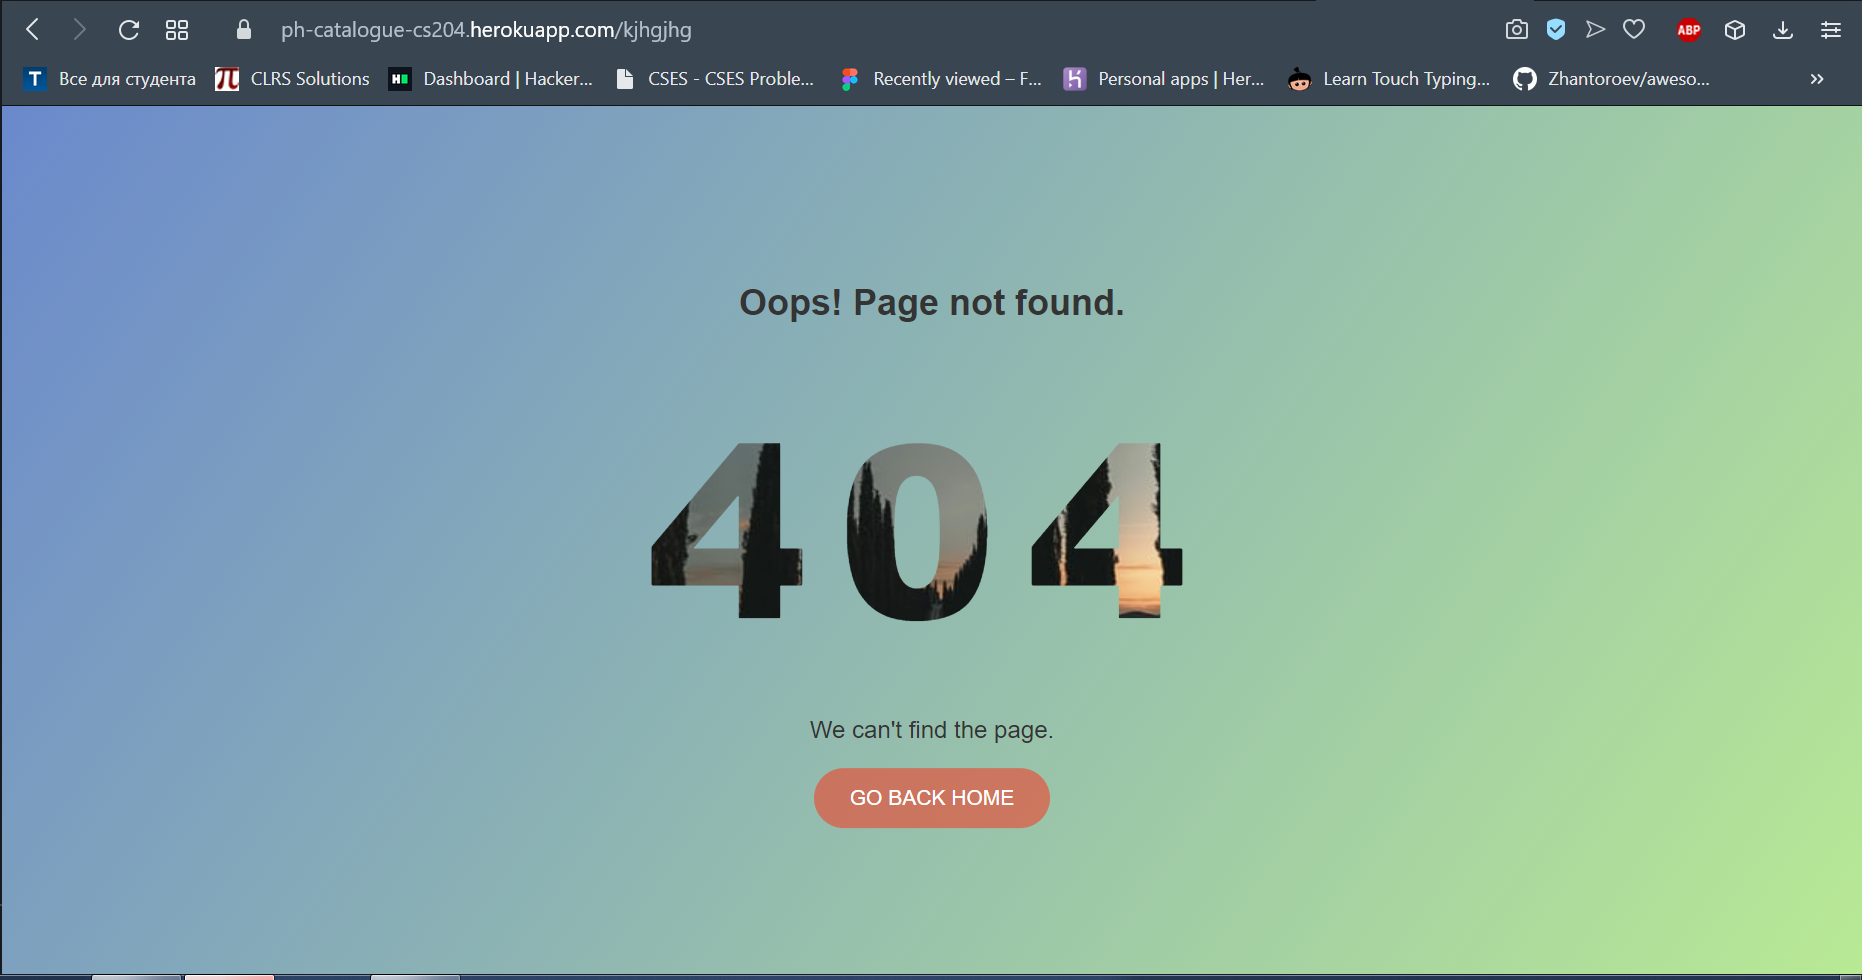 ph-catalogue-cs204.herokuapp.com/kjhgjhg
ABP
T Все для студента
CLRS Solutions
H Dashboard | Hacker...
CSES - CSES Proble...
Recently viewed – F...
Personal apps | Her...
Learn Touch Typing...
Zhantoroev/aweso...
Oops! Page not found.
404
We can't find the page.
GO BACK HOME